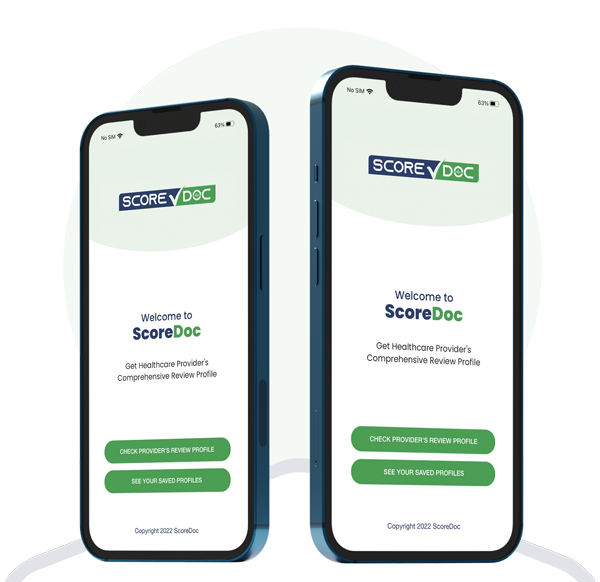 No SIM
63%
SCORE DOC
Welcome to
ScoreDoc
Get Healthcare Provider's
Comprehensive Review Profile
CHECK PROVIDER'S REVIEW PROFILE
SEE YOUR SAVED PROFILES
Copyright 2022 ScoreDoc
No SIM
63%
SCORE DOC
Welcome to
ScoreDoc
Get Healthcare Provider's
Comprehensive Review Profile
CHECK PROVIDER'S REVIEW PROFILE
SEE YOUR SAVED PROFILES
Copyright 2022 ScoreDoc